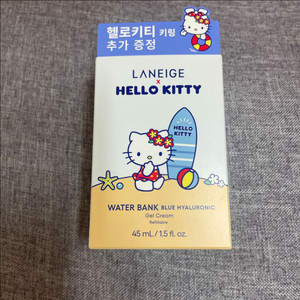 헬로키티 키링
추가 증정
LANEIGE
x
HELLO KITTY
HELLO
KITTY
WATER BANK BLUE HYALURONIC
Gel Cream
Refillable
45 mL / 1.5 fl. oz.